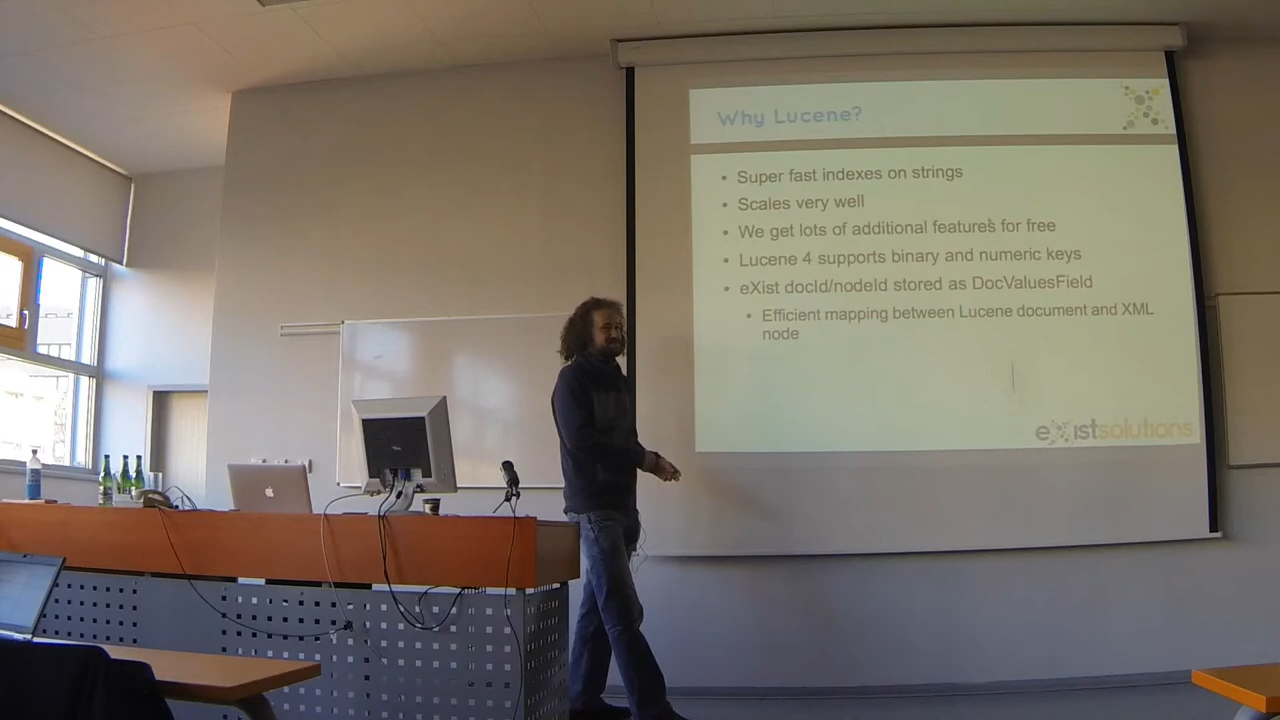 Why Lucene?
• Super fast indexes on strings
• Scales very well
• We get lots of additional features for free
• Lucene 4 supports binary and numeric keys
• eXist docId/nodeId stored as DocValuesField
• Efficient mapping between Lucene document and XML
node
eXistsolutions